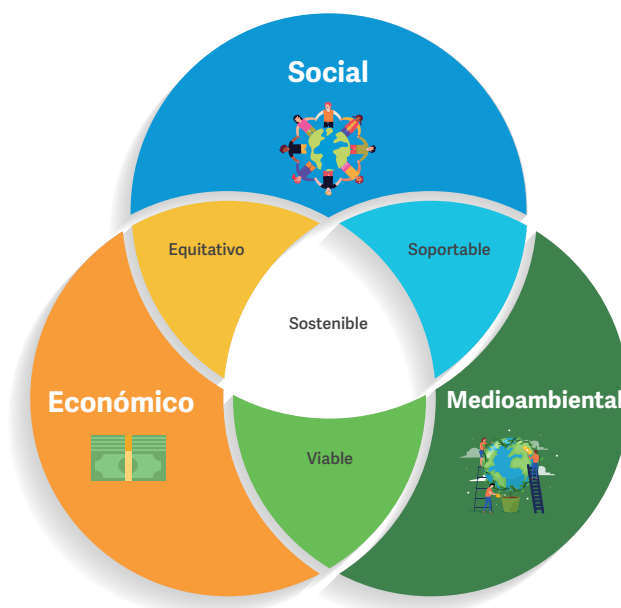 Social
Equitativo
Soportable
Sostenible
Económico
Medioambiental
Viable